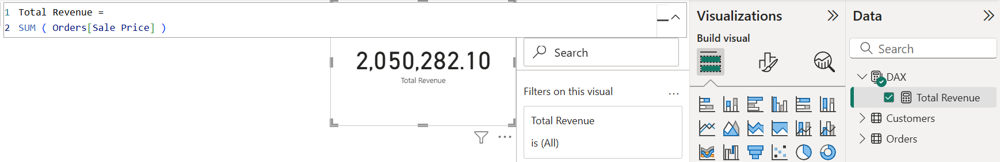 1 Total Revenue =
2 SUM ( Orders[Sale Price] )
2,050,282.10
Total Revenue
Search
Filters on this visual
...
Total Revenue
is (All)
Visualizations
Build visual
Data
Search
DAX
Total Revenue
Customers
Orders